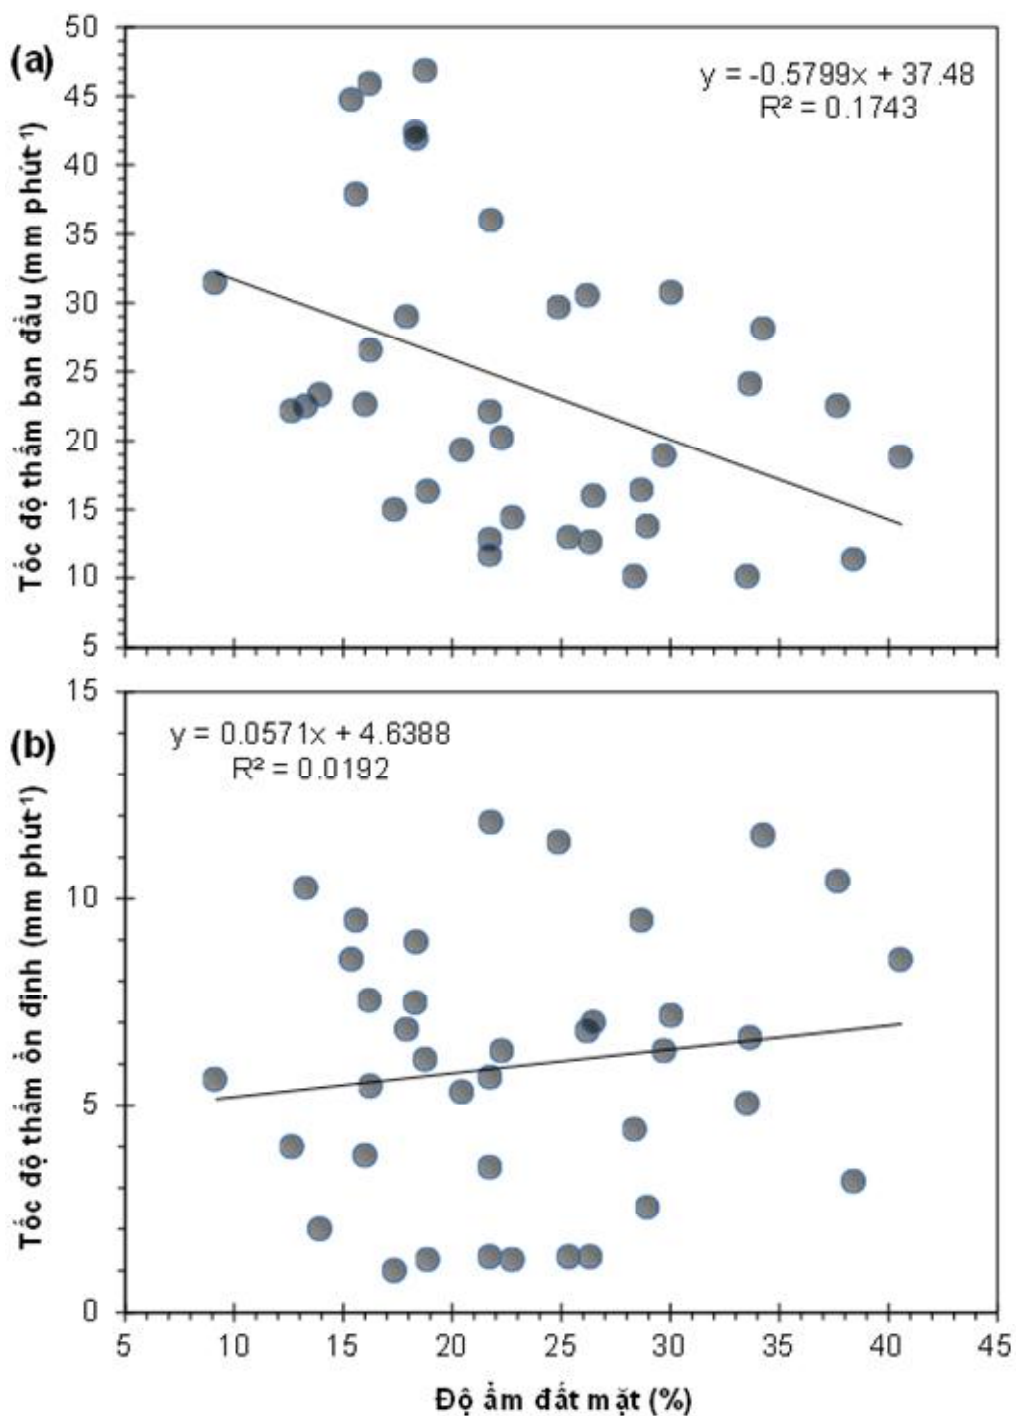 (a)
y = -0.5799x + 37.48
R² = 0.1743
50
45
40
35
30
25
20
15
10
5
Tốc độ thấm ban đầu (mm phút⁻¹)
(b)
y = 0.0571x + 4.6388
R² = 0.0192
15
10
5
0
Tốc độ thấm ổn định (mm phút⁻¹)
5 10 15 20 25 30 35 40 45
Độ ẩm đất mặt (%)